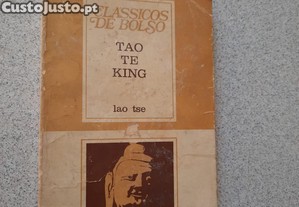 CustoJusto.pt
CLÁSSICOS
DE BOLSO
TAO
TE
KING
lao tse